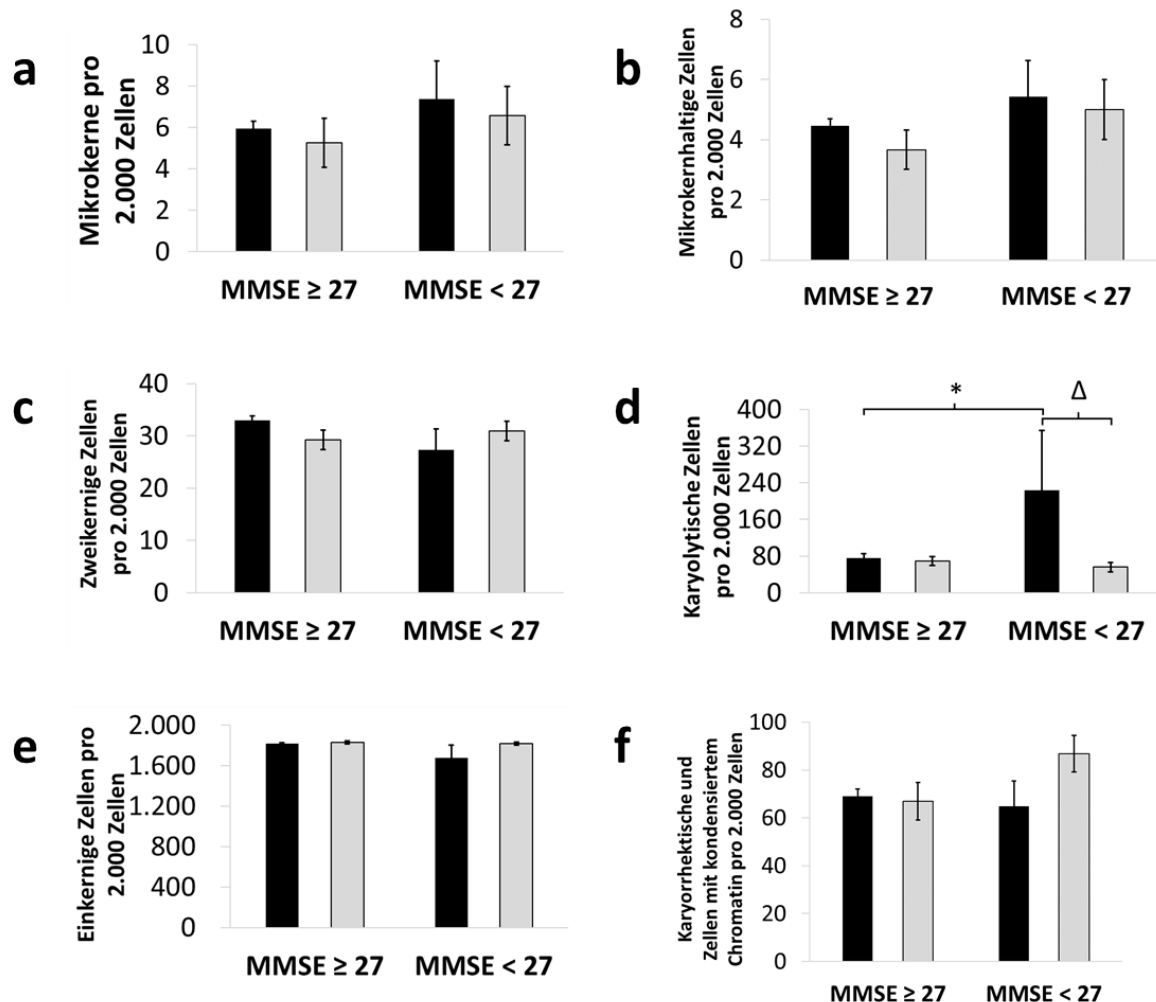 a
Mikrokerne pro
2.000 Zellen
10
8
6
4
2
0
MMSE ≥ 27 MMSE < 27
b
Mikrokernhaltige Zellen
pro 2.000 Zellen
8
6
4
2
0
MMSE ≥ 27 MMSE < 27
c
Zweikernige Zellen
pro 2.000 Zellen
40
30
20
10
0
MMSE ≥ 27 MMSE < 27
d
Karyolytische Zellen
pro 2.000 Zellen
* Δ
400
320
240
160
80
0
MMSE ≥ 27 MMSE < 27
e
Einkernige Zellen pro
2.000 Zellen
2.000
1.600
1.200
800
400
0
MMSE ≥ 27 MMSE < 27
f
Karyorrhektische und
Zellen mit kondensiertem
Chromatin pro 2.000 Zellen
100
80
60
40
20
0
MMSE ≥ 27 MMSE < 27